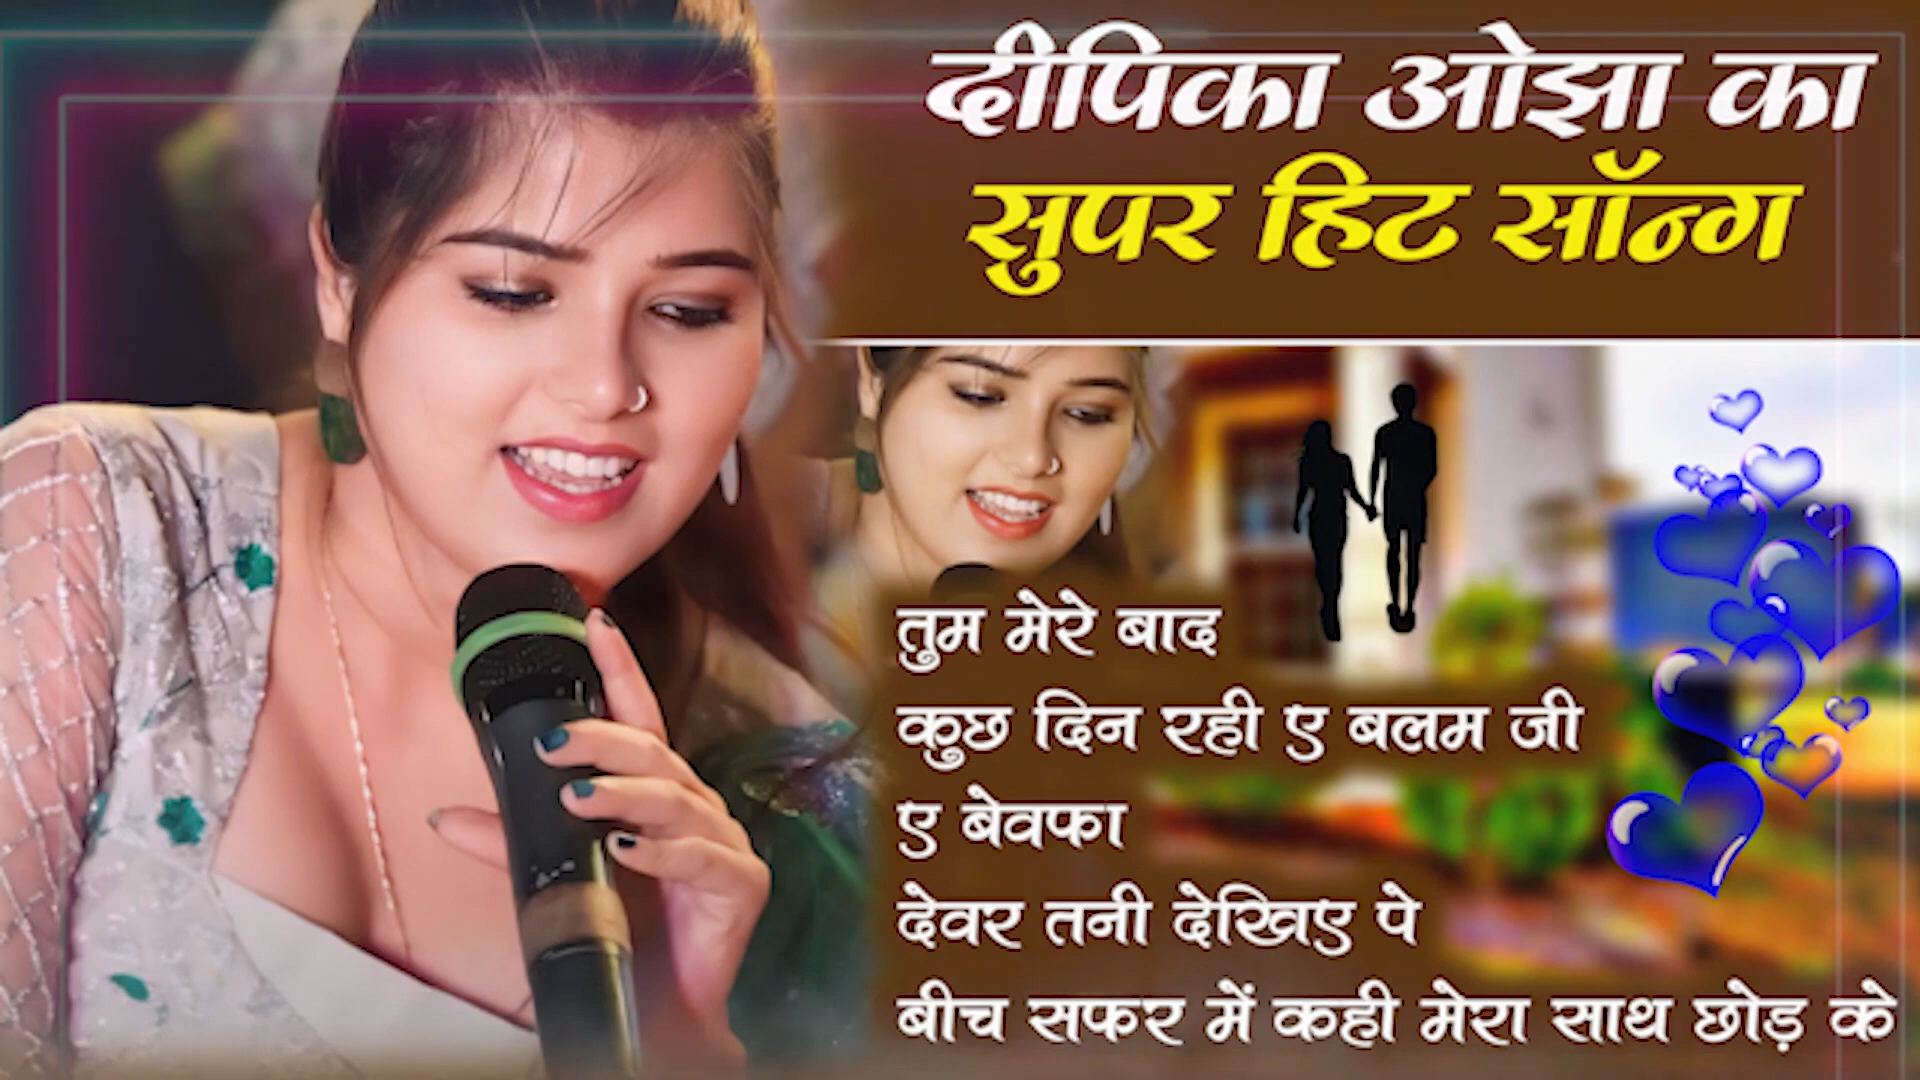 दीपिका ओझा का
सुपर हिट सॉन्ग
तुम मेरे बाद
कुछ दिन रही ए बलम जी
ए बेवफा
देवर तनी देखिए पे
बीच सफर में कही मेरा साथ छोड़ के